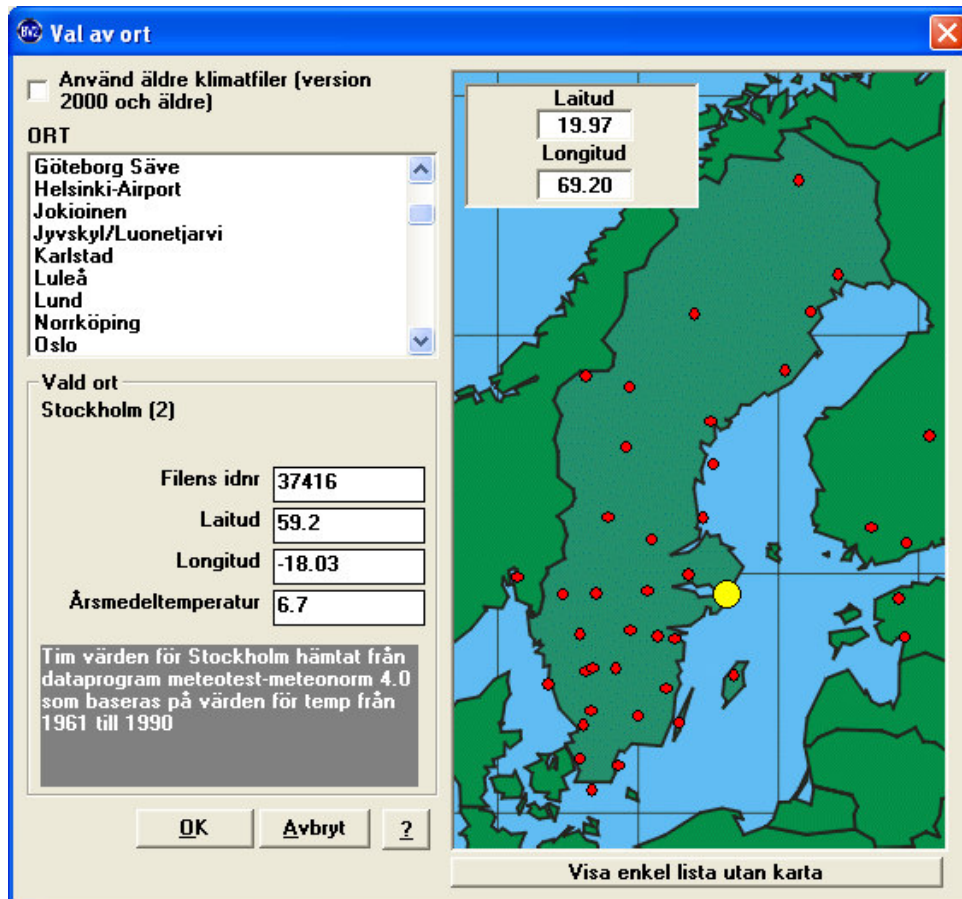 BV2 Val av ort
Använd äldre klimatfiler (version
2000 och äldre)
ORT
Göteborg Säve
Helsinki-Airport
Jokioinen
Jyvskyl/Luonetjarvi
Karlstad
Luleå
Lund
Norrköping
Oslo
Vald ort
Stockholm (2)
Filens idnr 37416
Laitud 59.2
Longitud -18.03
Årsmedeltemperatur 6.7
Tim värden för Stockholm hämtat från
dataprogram meteotest-meteonorm 4.0
som baseras på värden för temp från
1961 till 1990
OK Avbryt ?
Laitud
19.97
Longitud
69.20
Visa enkel lista utan karta